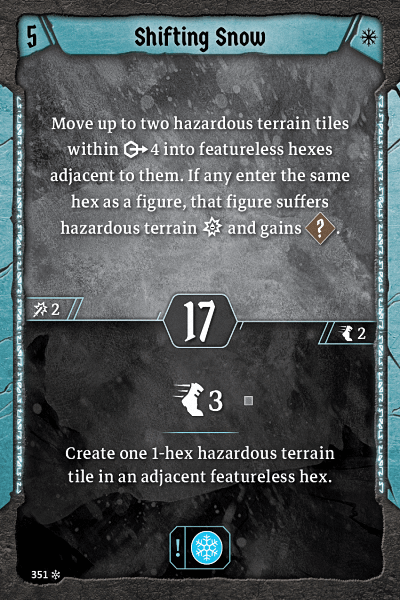 5 Shifting Snow
Move up to two hazardous terrain tiles
within 4 into featureless hexes
adjacent to them. If any enter the same
hex as a figure, that figure suffers
hazardous terrain and gains ?.
2
17
2
3
Create one 1-hex hazardous terrain
tile in an adjacent featureless hex.
!
351